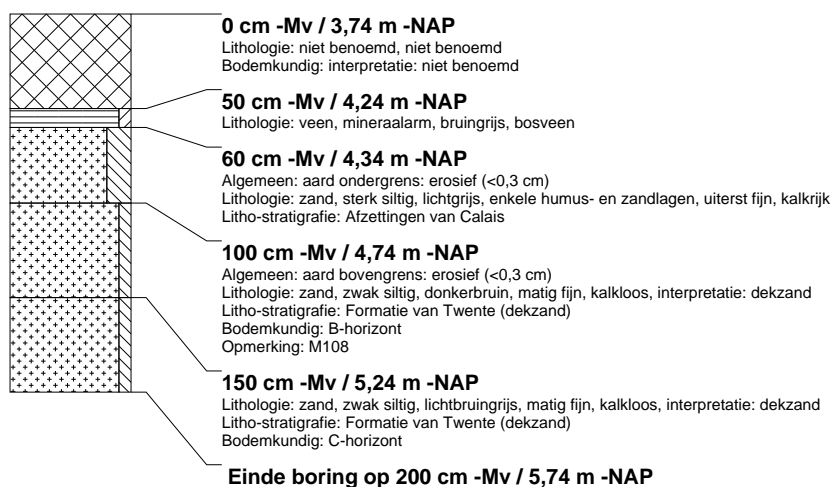 0 cm -Mv / 3,74 m -NAP
Lithologie: niet benoemd, niet benoemd
Bodemkundig: interpretatie: niet benoemd
50 cm -Mv / 4,24 m -NAP
Lithologie: veen, mineraalarm, bruingrijs, bosveen
60 cm -Mv / 4,34 m -NAP
Algemeen: aard ondergrens: erosief (<0,3 cm)
Lithologie: zand, sterk siltig, lichtgrijs, enkele humus- en zandlagen, uiterst fijn, kalkrijk
Litho-stratigrafie: Afzettingen van Calais
100 cm -Mv / 4,74 m -NAP
Algemeen: aard bovengrens: erosief (<0,3 cm)
Lithologie: zand, zwak siltig, donkerbruin, matig fijn, kalkloos, interpretatie: dekzand
Litho-stratigrafie: Formatie van Twente (dekzand)
Bodemkundig: B-horizont
Opmerking: M108
150 cm -Mv / 5,24 m -NAP
Lithologie: zand, zwak siltig, lichtbruingrijs, matig fijn, kalkloos, interpretatie: dekzand
Litho-stratigrafie: Formatie van Twente (dekzand)
Bodemkundig: C-horizont
Einde boring op 200 cm -Mv / 5,74 m -NAP